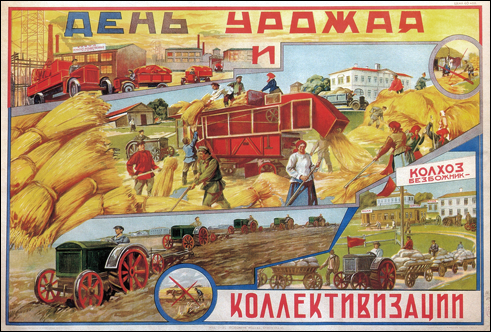 ДЕНЬ УРОЖАЯ
И
КОЛХОЗ
БЕЗБОЖНИК—
КОЛЛЕКТИВИЗАЦИИ